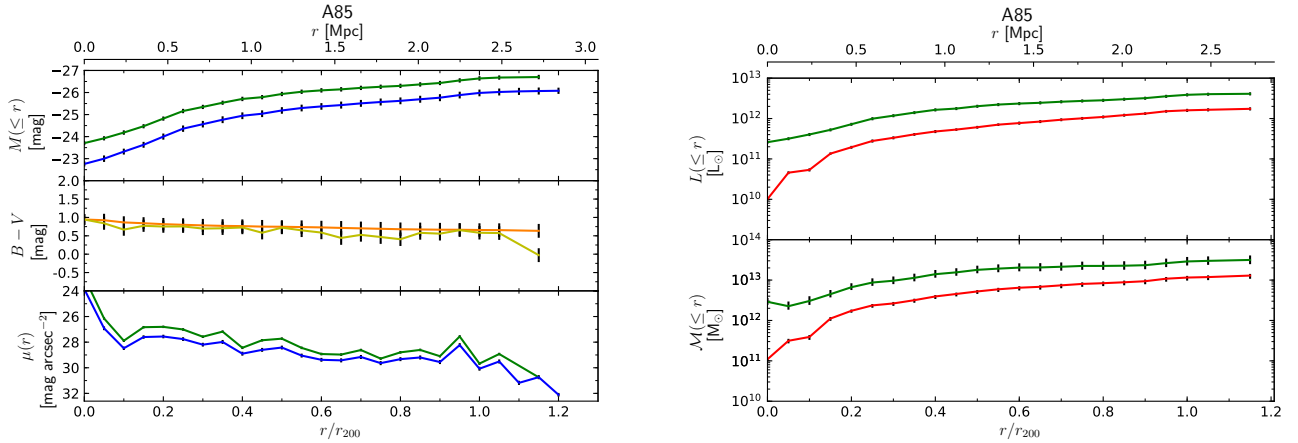 A85
r [Mpc]
0.0 0.5 1.0 1.5 2.0 2.5 3.0
−27
−26
−25
−24
−23
M(≤ r)
[mag]
2.0
1.5
1.0
0.5
0.0
−0.5
B − V
[mag]
24
26
28
30
32
μ(r)
[mag arcsec⁻²]
0.0 0.2 0.4 0.6 0.8 1.0 1.2
r/r₂₀₀
A85
r [Mpc]
0.0 0.5 1.0 1.5 2.0 2.5
10¹³
10¹²
10¹¹
10¹⁰
L(≤ r)
[L⊙]
10¹⁴
10¹³
10¹²
10¹¹
10¹⁰
ℳ(≤ r)
[M⊙]
0.0 0.2 0.4 0.6 0.8 1.0 1.2
r/r₂₀₀